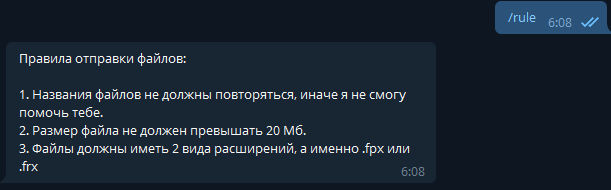 /rule 6:08
Правила отправки файлов:
1. Названия файлов не должны повторяться, иначе я не смогу
помочь тебе.
2. Размер файла не должен превышать 20 Мб.
3. Файлы должны иметь 2 вида расширений, а именно .fpx или
.frx 6:08